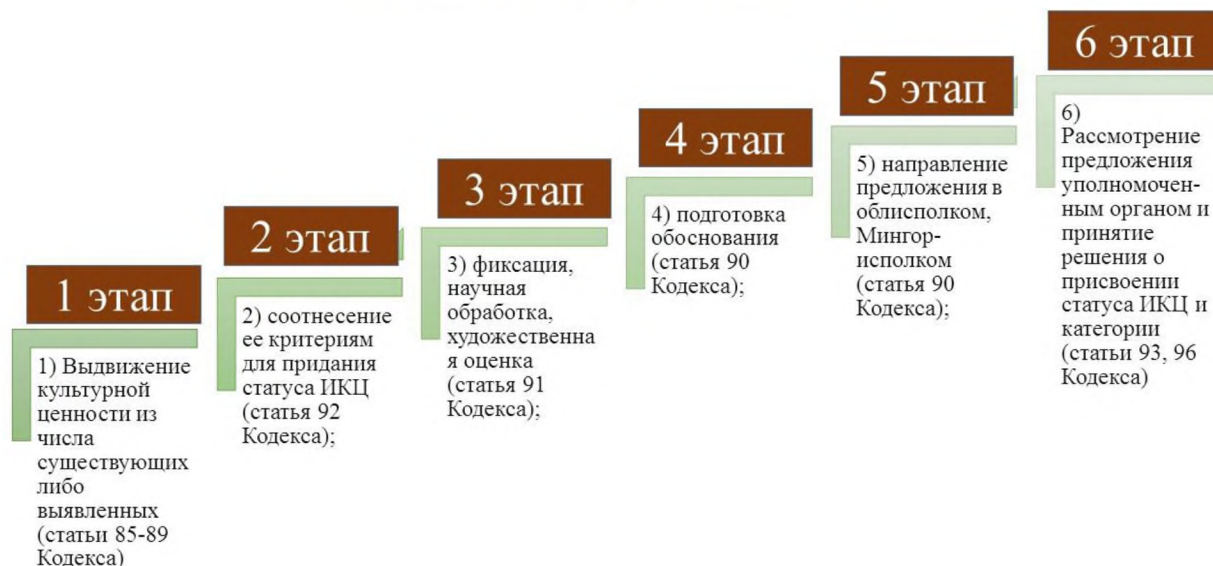 1 этап
1) Выдвижение
культурной
ценности из
числа
существующих
либо
выявленных
(статьи 85-89
Кодекса)
2 этап
2) соотнесение
ее критериям
для придания
статуса ИКЦ
(статья 92
Кодекса);
3 этап
3) фиксация,
научная
обработка,
художественна
я оценка
(статья 91
Кодекса);
4 этап
4) подготовка
обоснования
(статья 90
Кодекса);
5 этап
5) направление
предложения в
облисполком,
Мингор-
исполком
(статья 90
Кодекса);
6 этап
6)
Рассмотрение
предложения
уполномочен-
ным органом и
принятие
решения о
присвоении
статуса ИКЦ и
категории
(статьи 93, 96
Кодекса)